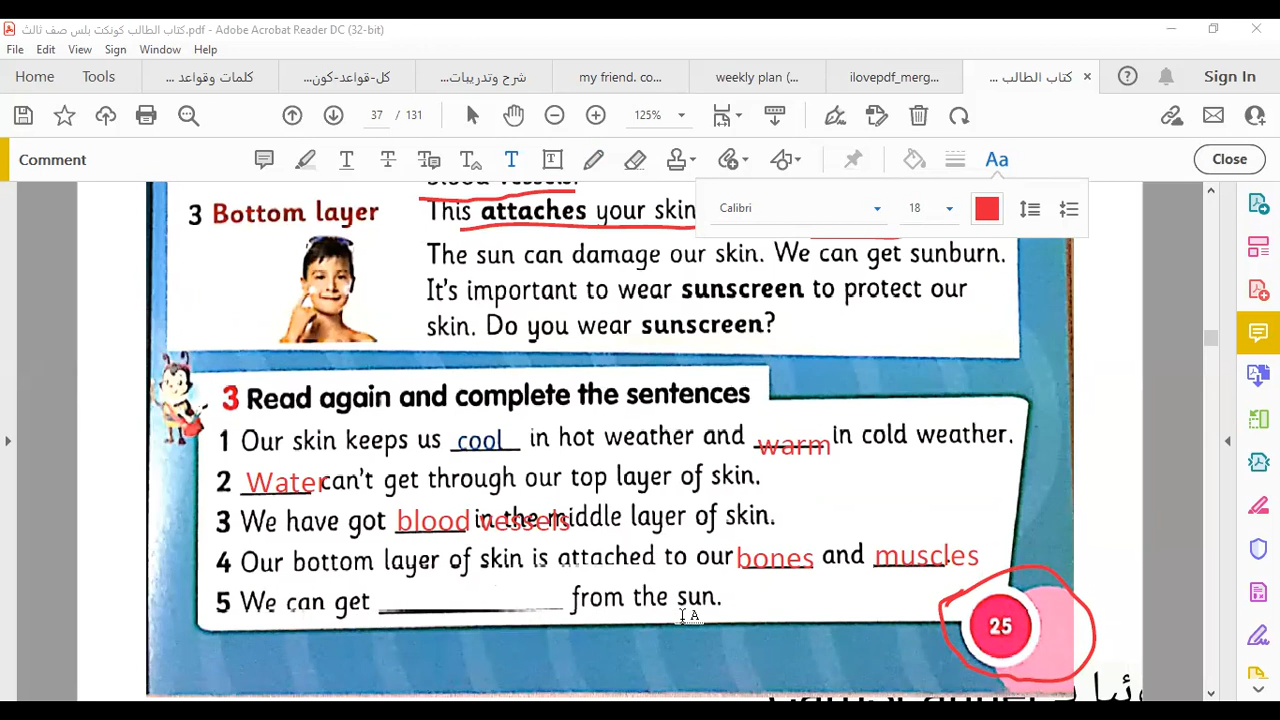 كتاب الطالب كونكت بلس صف ثالث.pdf - Adobe Acrobat Reader DC (32-bit)
File Edit View Sign Window Help
Home Tools كلمات وقواعد ... كل-قواعد-كون... شرح وتدريبات... my friend. co... weekly plan (... ilovepdf_merg... كتاب الطالب ... × Sign In
37 / 131 125%
Comment T T T Aa Close
Calibri 18
blood vessels.
3 Bottom layer This attaches your skin
The sun can damage our skin. We can get sunburn.
It's important to wear sunscreen to protect our
skin. Do you wear sunscreen?
3 Read again and complete the sentences
1 Our skin keeps us cool in hot weather and warm in cold weather.
2 Water can't get through our top layer of skin.
3 We have got blood vessels in the middle layer of skin.
4 Our bottom layer of skin is attached to our bones and muscles.
5 We can get ____________ from the sun.
25